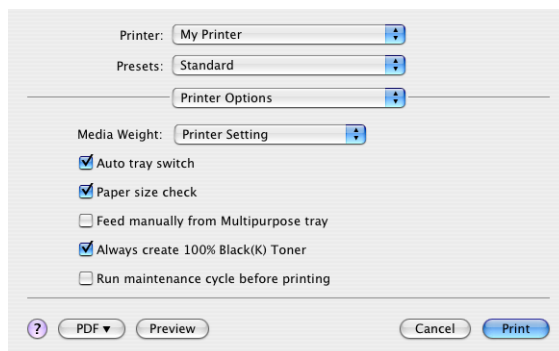 Printer: My Printer
Presets: Standard
Printer Options
Media Weight: Printer Setting
Auto tray switch
Paper size check
Feed manually from Multipurpose tray
Always create 100% Black(K) Toner
Run maintenance cycle before printing
? PDF ▼ Preview Cancel Print